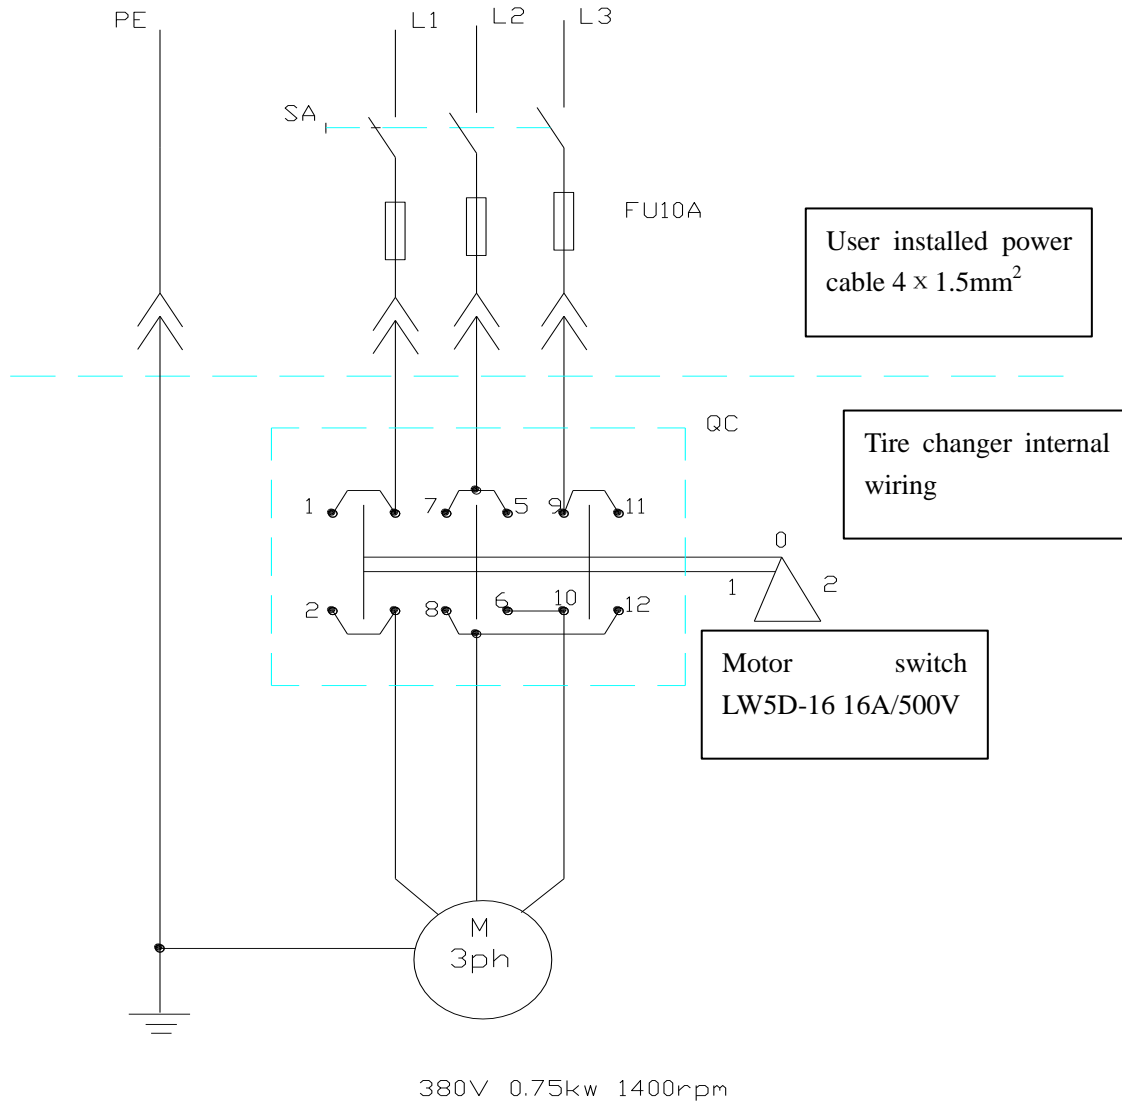 PE
L1
L2
L3
SA
FU10A
User installed power
cable 4 × 1.5mm²
QC
Tire changer internal
wiring
1
7
5
9
11
0
1
2
2
8
6
10
12
Motor switch
LW5D-16 16A/500V
M
3ph
380V 0.75kw 1400rpm